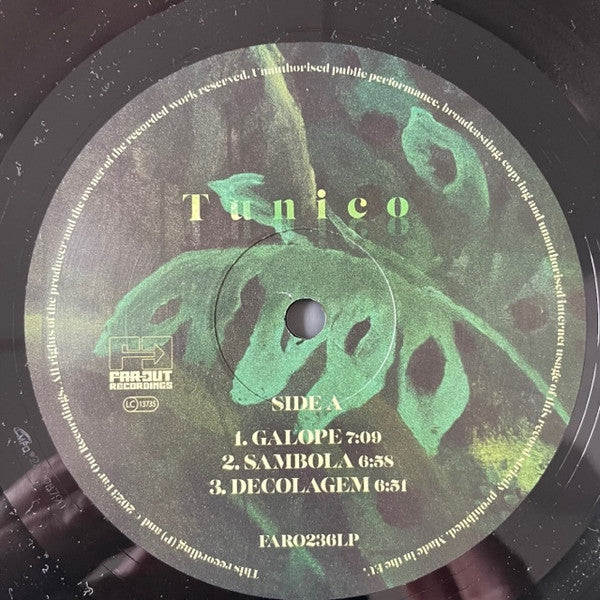 Tunico
FAR OUT
RECORDINGS
LC 13735
SIDE A
1. GALOPE 7:09
2. SAMBOLA 6:58
3. DECOLAGEM 6:51
FARO236LP
This recording (P) and c 2023 Far Out Recordings. All rights of the producer and the owner of the recorded work reserved. Unauthorised public performance, broadcasting, copying and unauthorised internet usage of this record strictly prohibited. Made in the EU.